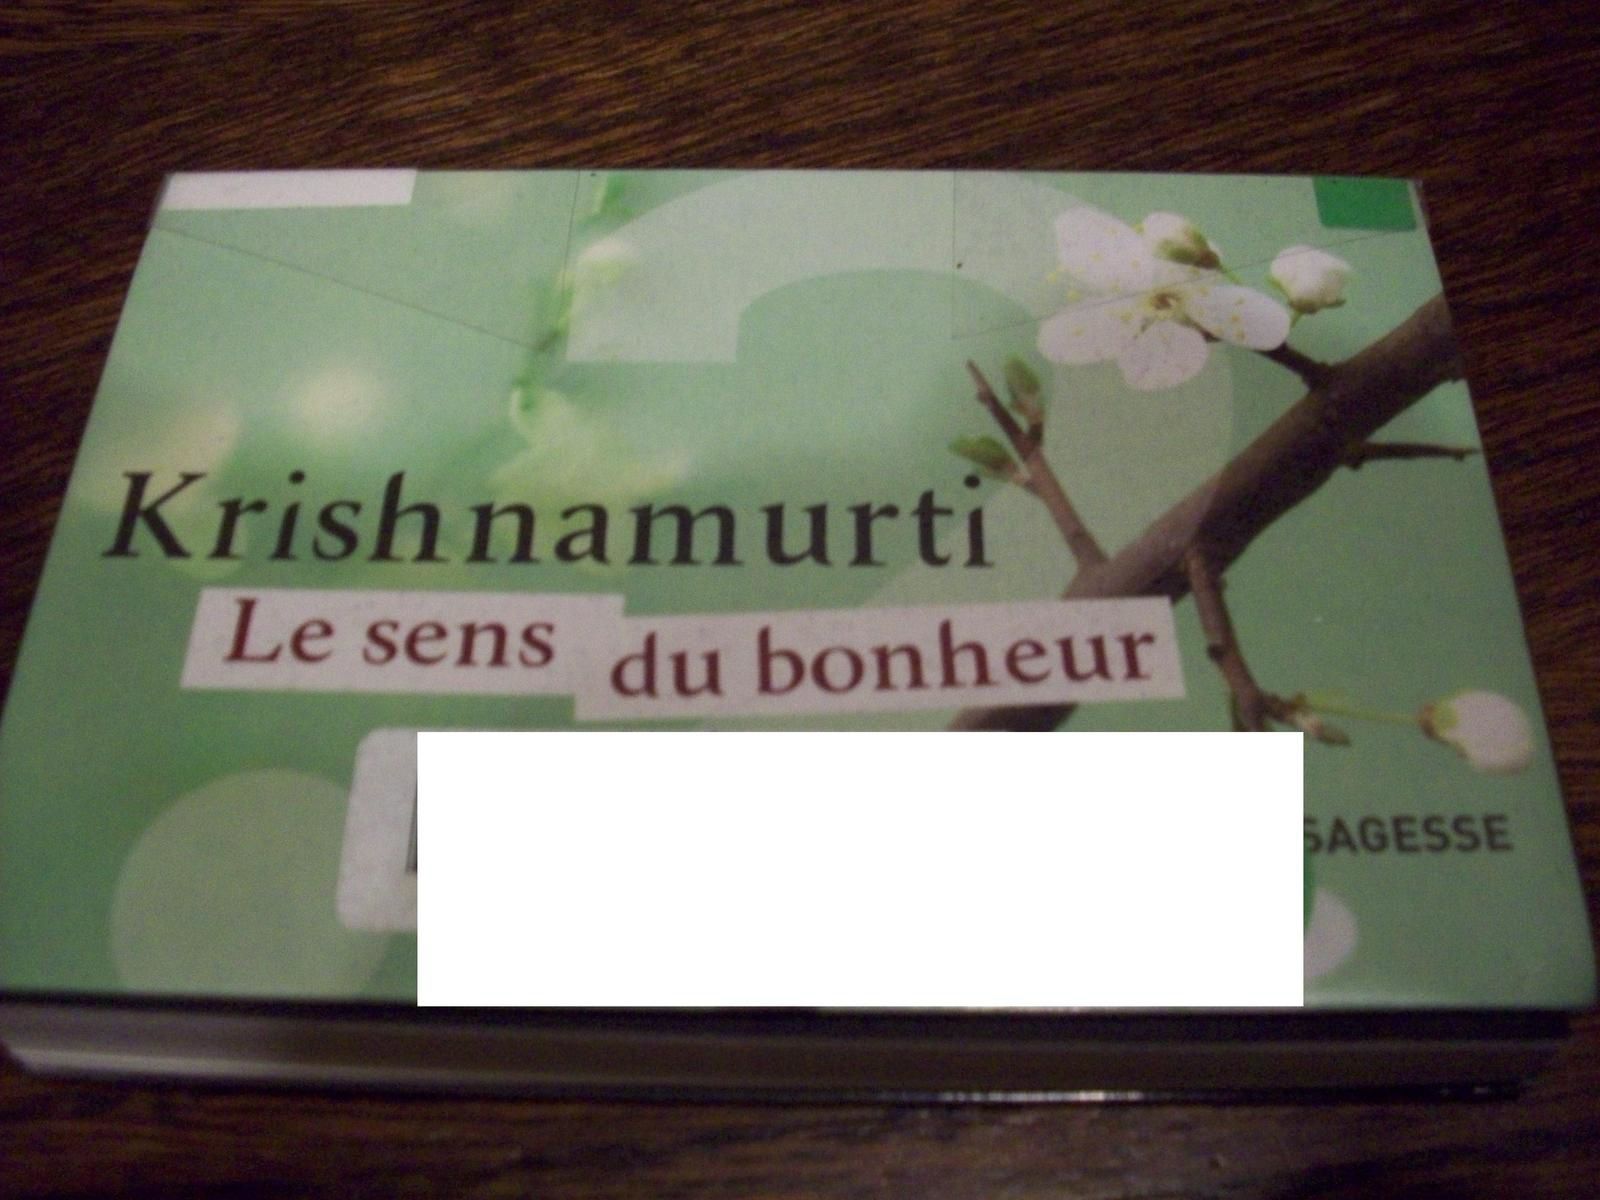 Krishnamurti
Le sens du bonheur
SAGESSE